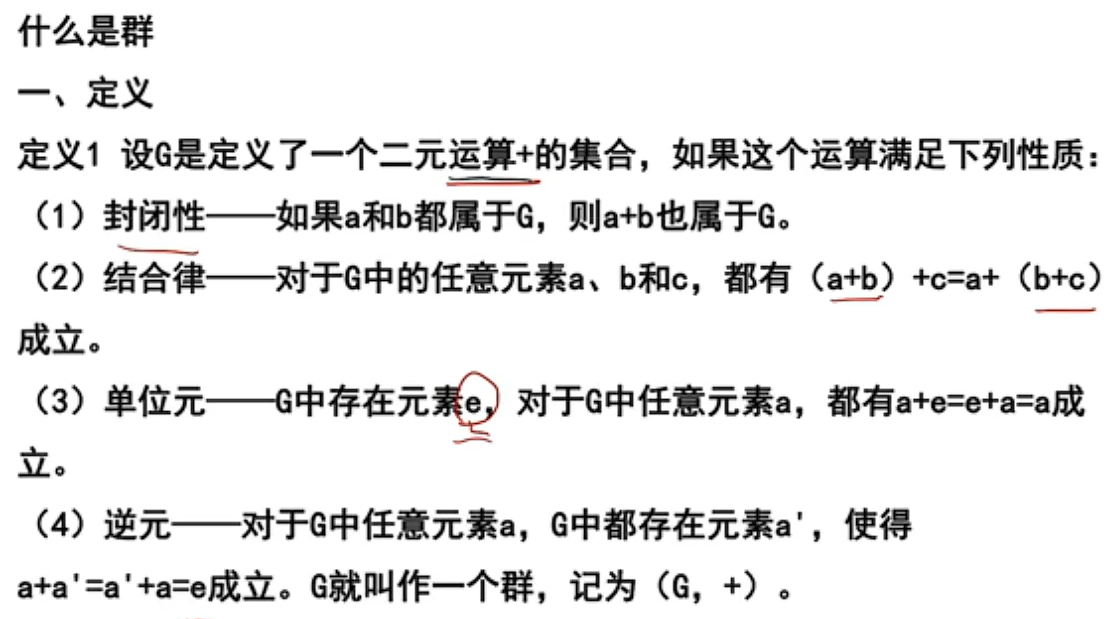 什么是群
一、定义
定义1 设G是定义了一个二元运算+的集合，如果这个运算满足下列性质：
（1）封闭性——如果a和b都属于G，则a+b也属于G。
（2）结合律——对于G中的任意元素a、b和c，都有（a+b）+c=a+（b+c）
成立。
（3）单位元——G中存在元素e，对于G中任意元素a，都有a+e=e+a=a成
立。
（4）逆元——对于G中任意元素a，G中都存在元素a'，使得
a+a'=a'+a=e成立。G就叫作一个群，记为（G，+）。